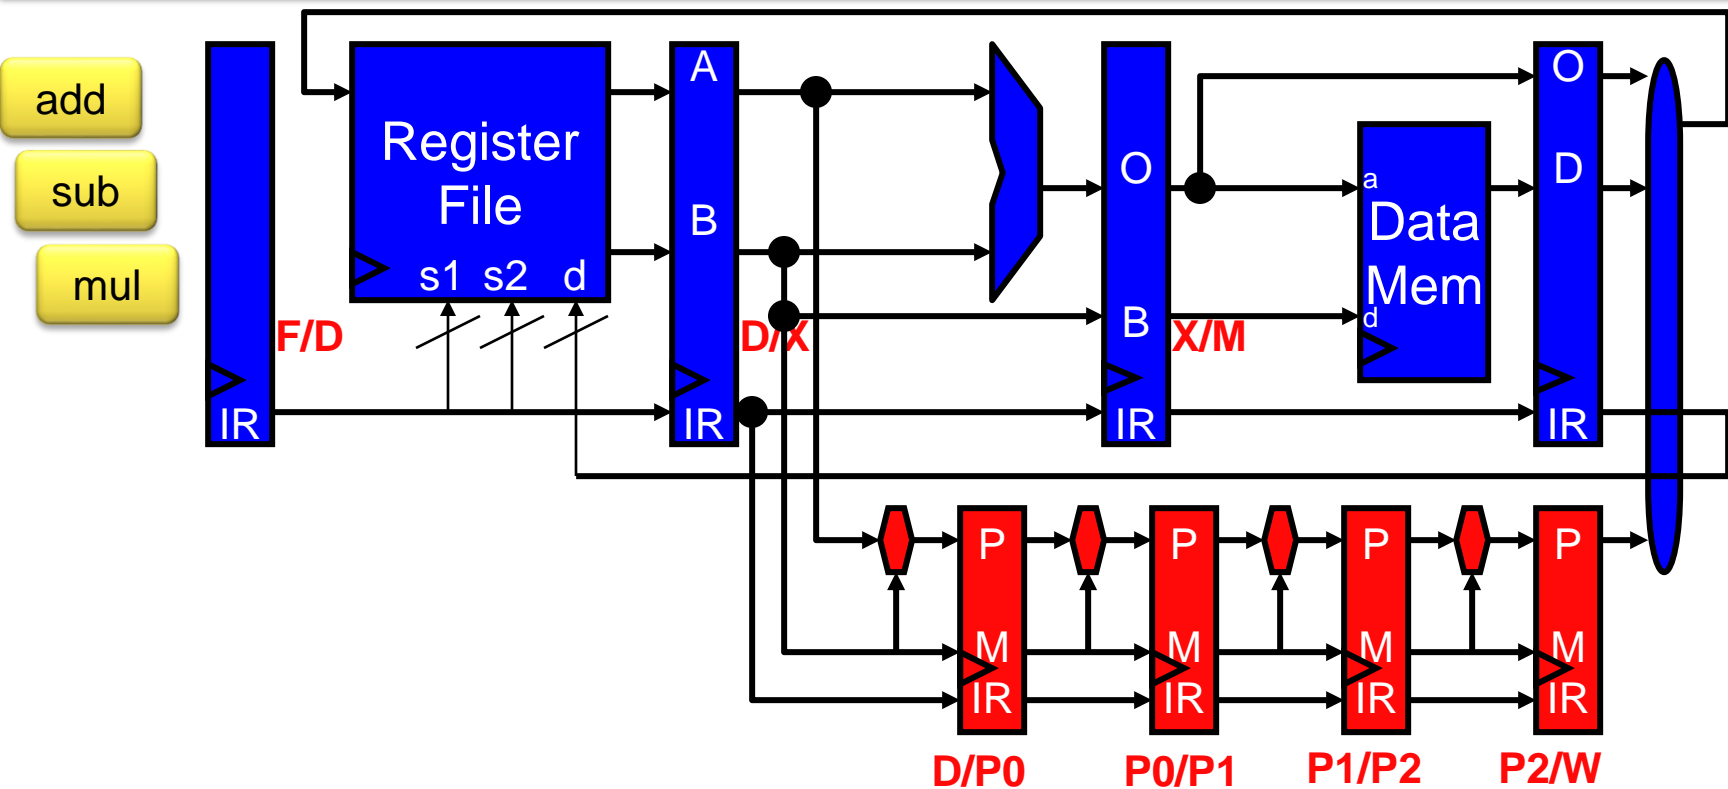 add
sub
mul
IR
F/D
Register
File
s1 s2 d
A
B
IR
D/X
O
B
IR
X/M
a
Data
Mem
d
O
D
IR
P
M
IR
D/P0
P
M
IR
P0/P1
P
M
IR
P1/P2
P
M
IR
P2/W